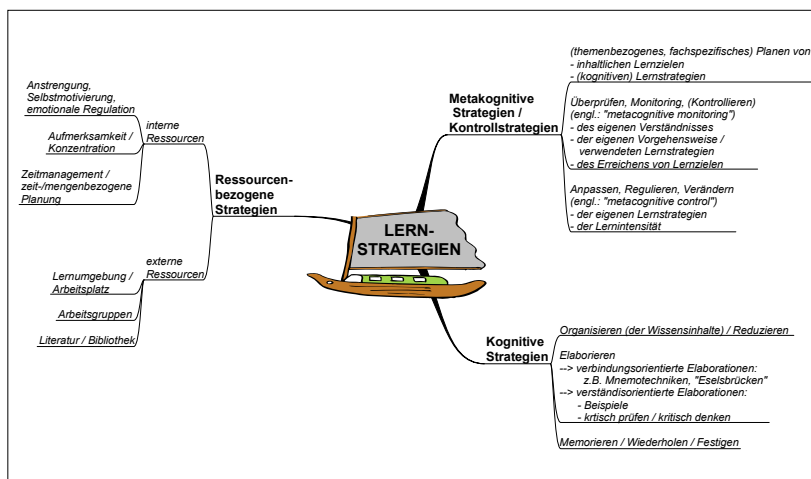 LERN-
STRATEGIEN
Metakognitive
Strategien /
Kontrollstrategien
(themenbezogenes, fachspezifisches) Planen von
- inhaltlichen Lernzielen
- (kognitiven) Lernstrategien
Überprüfen, Monitoring, (Kontrollieren)
(engl.: "metacognitive monitoring")
- des eigenen Verständnisses
- der eigenen Vorgehensweise /
verwendeten Lernstrategien
- des Erreichens von Lernzielen
Anpassen, Regulieren, Verändern
(engl.: "metacognitive control")
- der eigenen Lernstrategien
- der Lernintensität
Kognitive
Strategien
Organisieren (der Wissensinhalte) / Reduzieren
Elaborieren
--> verbindungsorientierte Elaborationen:
z.B. Mnemotechniken, "Eselsbrücken"
--> verständisorientierte Elaborationen:
- Beispiele
- krtisch prüfen / kritisch denken
Memorieren / Wiederholen / Festigen
Ressourcen-
bezogene
Strategien
interne
Ressourcen
Anstrengung,
Selbstmotivierung,
emotionale Regulation
Aufmerksamkeit /
Konzentration
Zeitmanagement /
zeit-/mengenbezogene
Planung
externe
Ressourcen
Lernumgebung /
Arbeitsplatz
Arbeitsgruppen
Literatur / Bibliothek